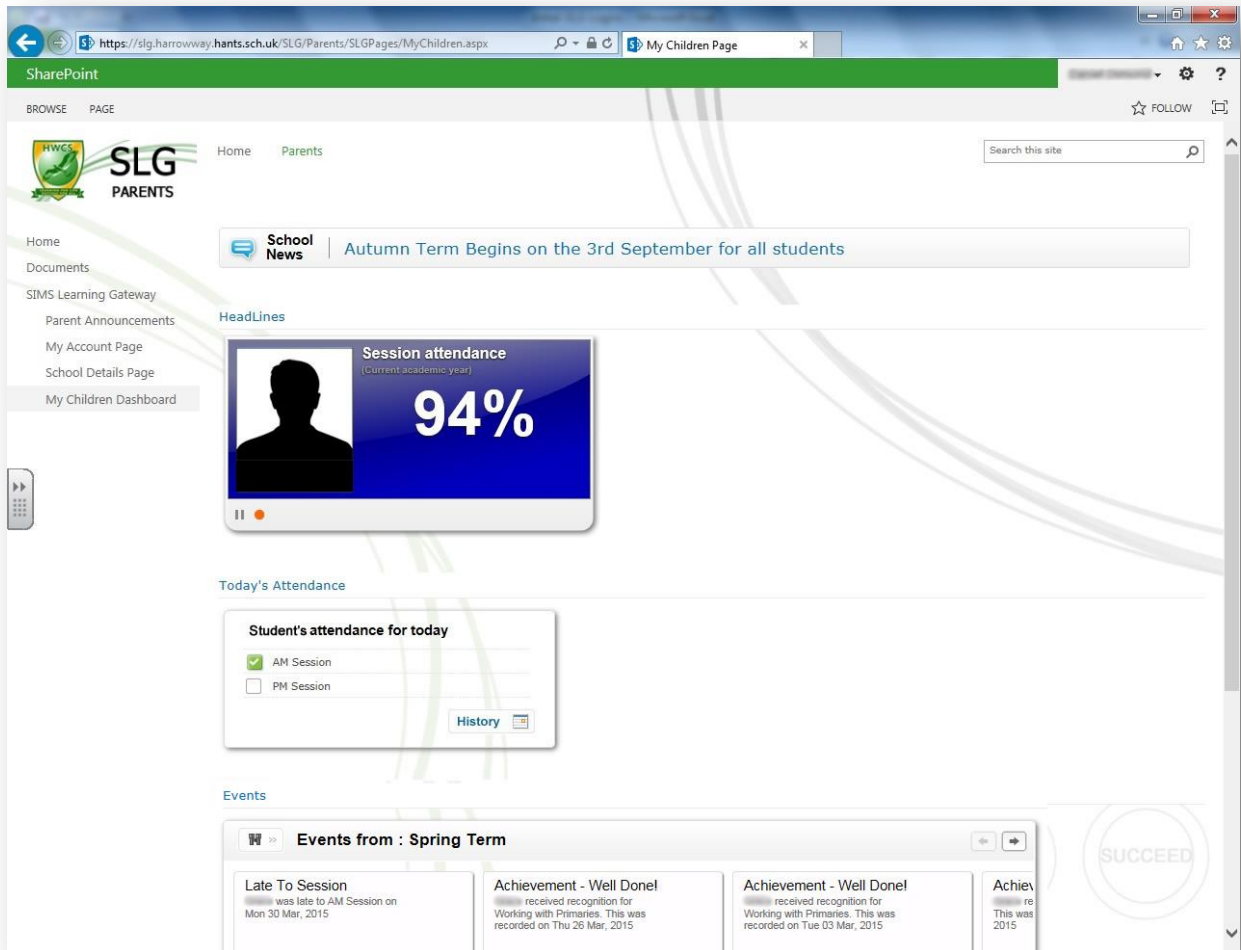 https://slg.harrowway.hants.sch.uk/SLG/Parents/SLGPages/MyChildren.aspx
My Children Page
SharePoint
BROWSE PAGE
FOLLOW
HWCS
SLG
PARENTS
Home Parents
Search this site
Home
Documents
SIMS Learning Gateway
Parent Announcements
My Account Page
School Details Page
My Children Dashboard
School
News
Autumn Term Begins on the 3rd September for all students
HeadLines
Session attendance
(Current academic year)
94%
Today's Attendance
Student's attendance for today
AM Session
PM Session
History
Events
Events from : Spring Term
Late To Session
was late to AM Session on
Mon 30 Mar, 2015
Achievement - Well Done!
received recognition for
Working with Primaries. This was
recorded on Thu 26 Mar, 2015
Achievement - Well Done!
received recognition for
Working with Primaries. This was
recorded on Tue 03 Mar, 2015
Achiev
re
This was
2015
SUCCEED